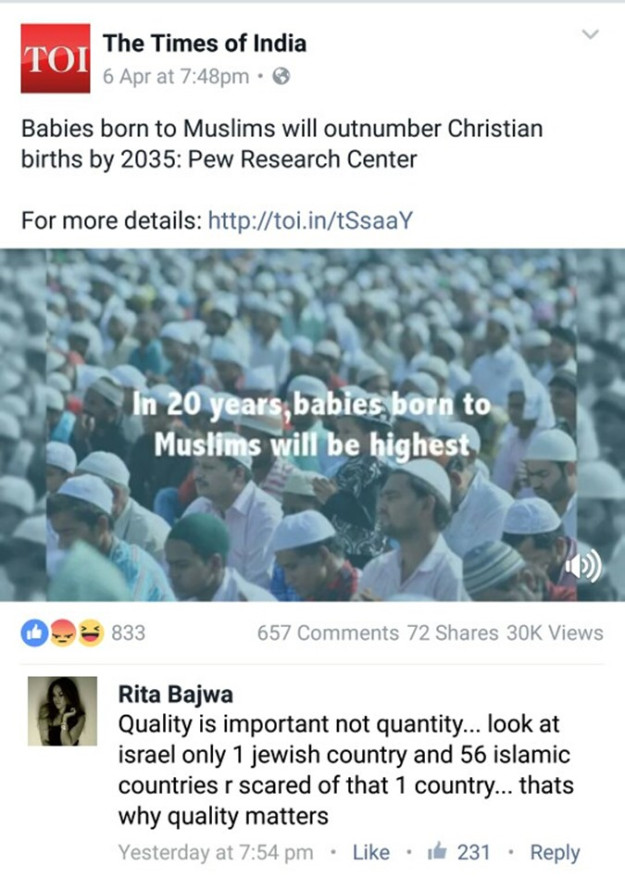 TOI
The Times of India
6 Apr at 7:48pm •
Babies born to Muslims will outnumber Christian
births by 2035: Pew Research Center
For more details: http://toi.in/tSsaaY
In 20 years,babies born to
Muslims will be highest
833 657 Comments 72 Shares 30K Views
Rita Bajwa
Quality is important not quantity... look at
israel only 1 jewish country and 56 islamic
countries r scared of that 1 country... thats
why quality matters
Yesterday at 7:54 pm • Like • 231 • Reply